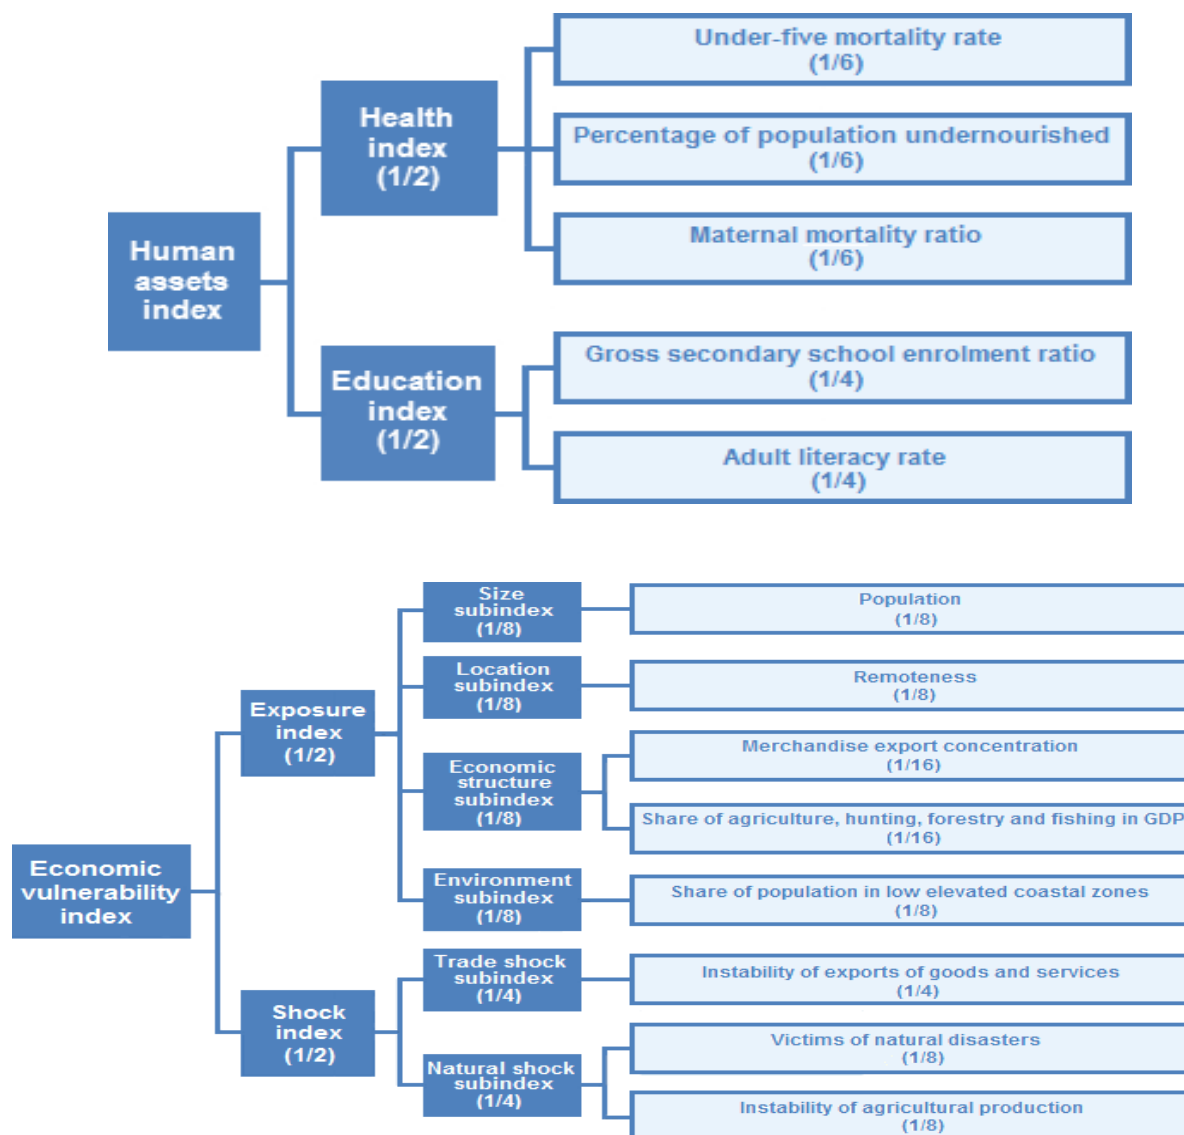 Under-five mortality rate
(1/6)
Health
index
(1/2)
Percentage of population undernourished
(1/6)
Maternal mortality ratio
(1/6)
Human
assets
index
Gross secondary school enrolment ratio
(1/4)
Education
index
(1/2)
Adult literacy rate
(1/4)
Size
subindex
(1/8)
Population
(1/8)
Location
subindex
(1/8)
Remoteness
(1/8)
Exposure
index
(1/2)
Merchandise export concentration
(1/16)
Economic
structure
subindex
(1/8)
Share of agriculture, hunting, forestry and fishing in GDP
(1/16)
Economic
vulnerability
index
Environment
subindex
(1/8)
Share of population in low elevated coastal zones
(1/8)
Trade shock
subindex
(1/4)
Instability of exports of goods and services
(1/4)
Shock
index
(1/2)
Victims of natural disasters
(1/8)
Natural shock
subindex
(1/4)
Instability of agricultural production
(1/8)